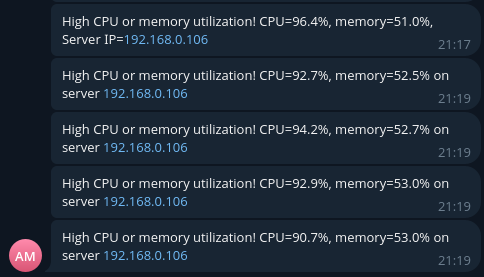 High CPU or memory utilization! CPU=96.4%, memory=51.0%,
Server IP=192.168.0.106
21:17
High CPU or memory utilization! CPU=92.7%, memory=52.5% on
server 192.168.0.106
21:19
High CPU or memory utilization! CPU=94.2%, memory=52.7% on
server 192.168.0.106
21:19
High CPU or memory utilization! CPU=92.9%, memory=53.0% on
server 192.168.0.106
21:19
High CPU or memory utilization! CPU=90.7%, memory=53.0% on
server 192.168.0.106
21:19
AM